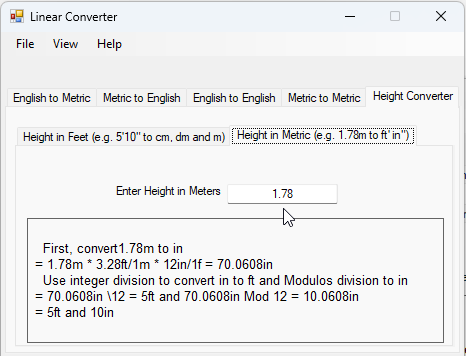 Linear Converter
File View Help
English to Metric Metric to English English to English Metric to Metric Height Converter
Height in Feet (e.g. 5'10" to cm, dm and m) Height in Metric (e.g. 1.78m to ft' in")
Enter Height in Meters 1.78
First, convert1.78m to in
= 1.78m * 3.28ft/1m * 12in/1f = 70.0608in
Use integer division to convert in to ft and Modulos division to in
= 70.0608in \12 = 5ft and 70.0608in Mod 12 = 10.0608in
= 5ft and 10in